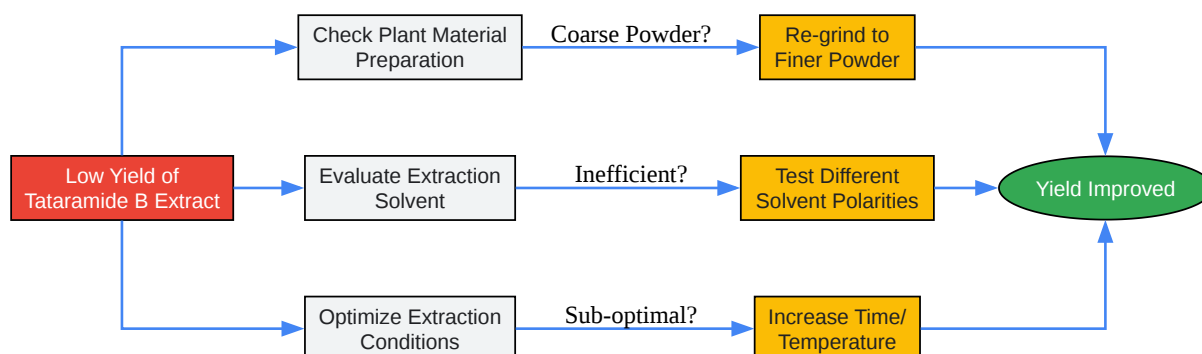 Check Plant Material
Preparation
Coarse Powder?
Re-grind to
Finer Powder
Low Yield of
Tataramide B Extract
Evaluate Extraction
Solvent
Inefficient?
Test Different
Solvent Polarities
Yield Improved
Optimize Extraction
Conditions
Sub-optimal?
Increase Time/
Temperature